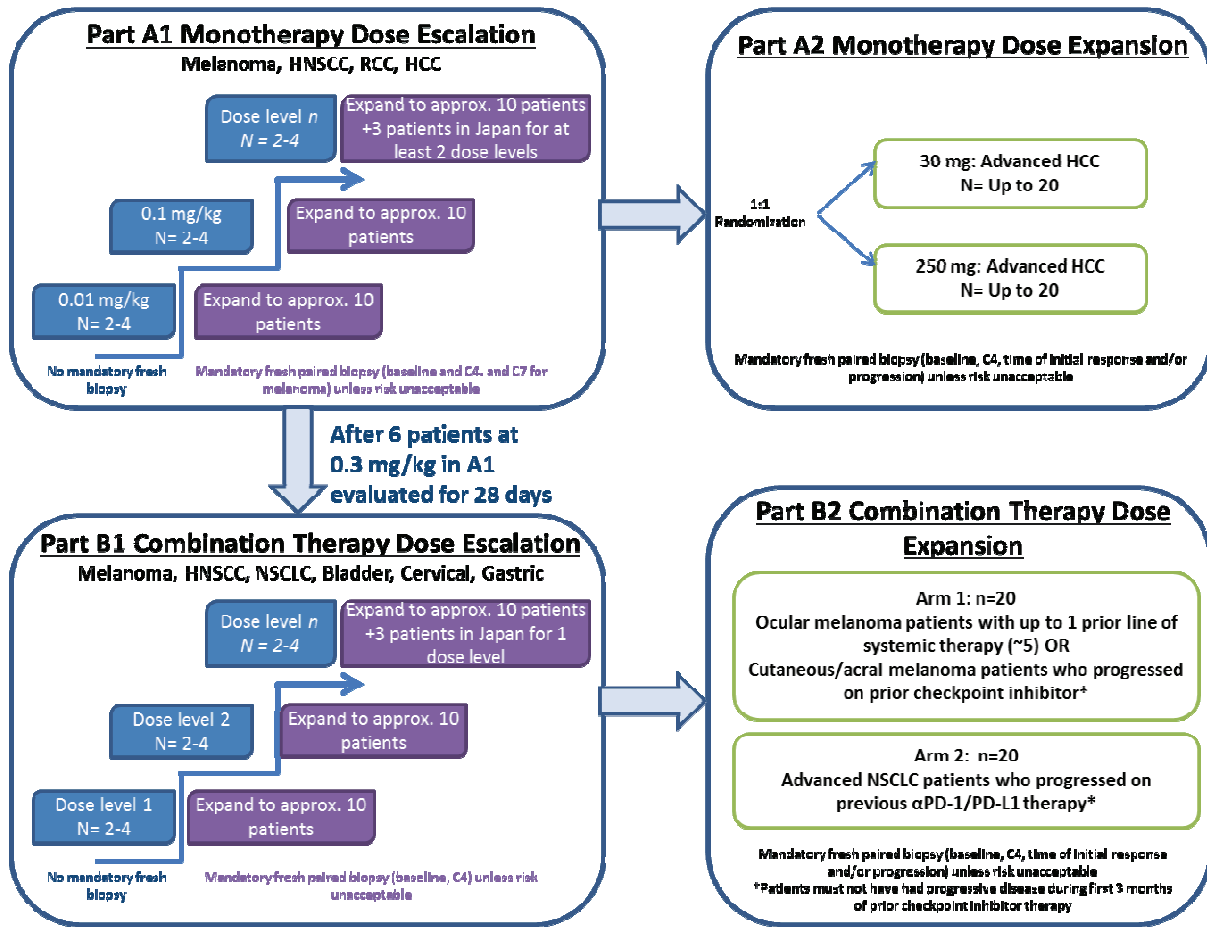 Part A1 Monotherapy Dose Escalation
Melanoma, HNSCC, RCC, HCC
Dose level n
N = 2-4
Expand to approx. 10 patients
+3 patients in Japan for at
least 2 dose levels
0.1 mg/kg
N= 2-4
Expand to approx. 10
patients
0.01 mg/kg
N= 2-4
Expand to approx. 10
patients
No mandatory fresh
biopsy
Mandatory fresh paired biopsy (baseline and C4, and C7 for
melanoma) unless risk unacceptable
Part A2 Monotherapy Dose Expansion
1:1
Randomization
30 mg: Advanced HCC
N= Up to 20
250 mg: Advanced HCC
N= Up to 20
Mandatory fresh paired biopsy (baseline, C4, time of initial response and/or
progression) unless risk unacceptable
After 6 patients at
0.3 mg/kg in A1
evaluated for 28 days
Part B1 Combination Therapy Dose Escalation
Melanoma, HNSCC, NSCLC, Bladder, Cervical, Gastric
Dose level n
N = 2-4
Expand to approx. 10 patients
+3 patients in Japan for 1
dose level
Dose level 2
N= 2-4
Expand to approx. 10
patients
Dose level 1
N= 2-4
Expand to approx. 10
patients
No mandatory fresh
biopsy
Mandatory fresh paired biopsy (baseline, C4) unless risk
unacceptable
Part B2 Combination Therapy Dose
Expansion
Arm 1: n=20
Ocular melanoma patients with up to 1 prior line of
systemic therapy (~5) OR
Cutaneous/acral melanoma patients who progressed
on prior checkpoint inhibitor*
Arm 2: n=20
Advanced NSCLC patients who progressed on
previous αPD-1/PD-L1 therapy*
Mandatory fresh paired biopsy (baseline, C4, time of initial response
and/or progression) unless risk unacceptable
*Patients must not have had progressive disease during first 3 months
of prior checkpoint inhibitor therapy